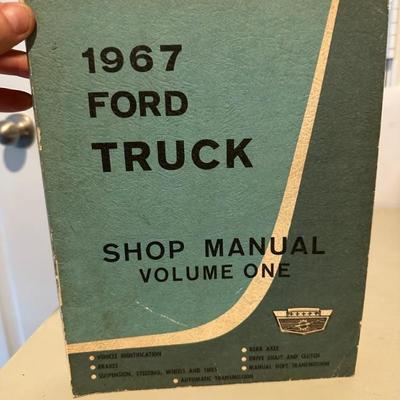 1967
FORD
TRUCK
SHOP MANUAL
VOLUME ONE
• VEHICLE IDENTIFICATION
• BRAKES
• SUSPENSION, STEERING, WHEELS AND TIRES
• AUTOMATIC TRANSMISSION
• REAR AXLE
• DRIVE SHAFT AND CLUTCH
• MANUAL SHIFT TRANSMISSION